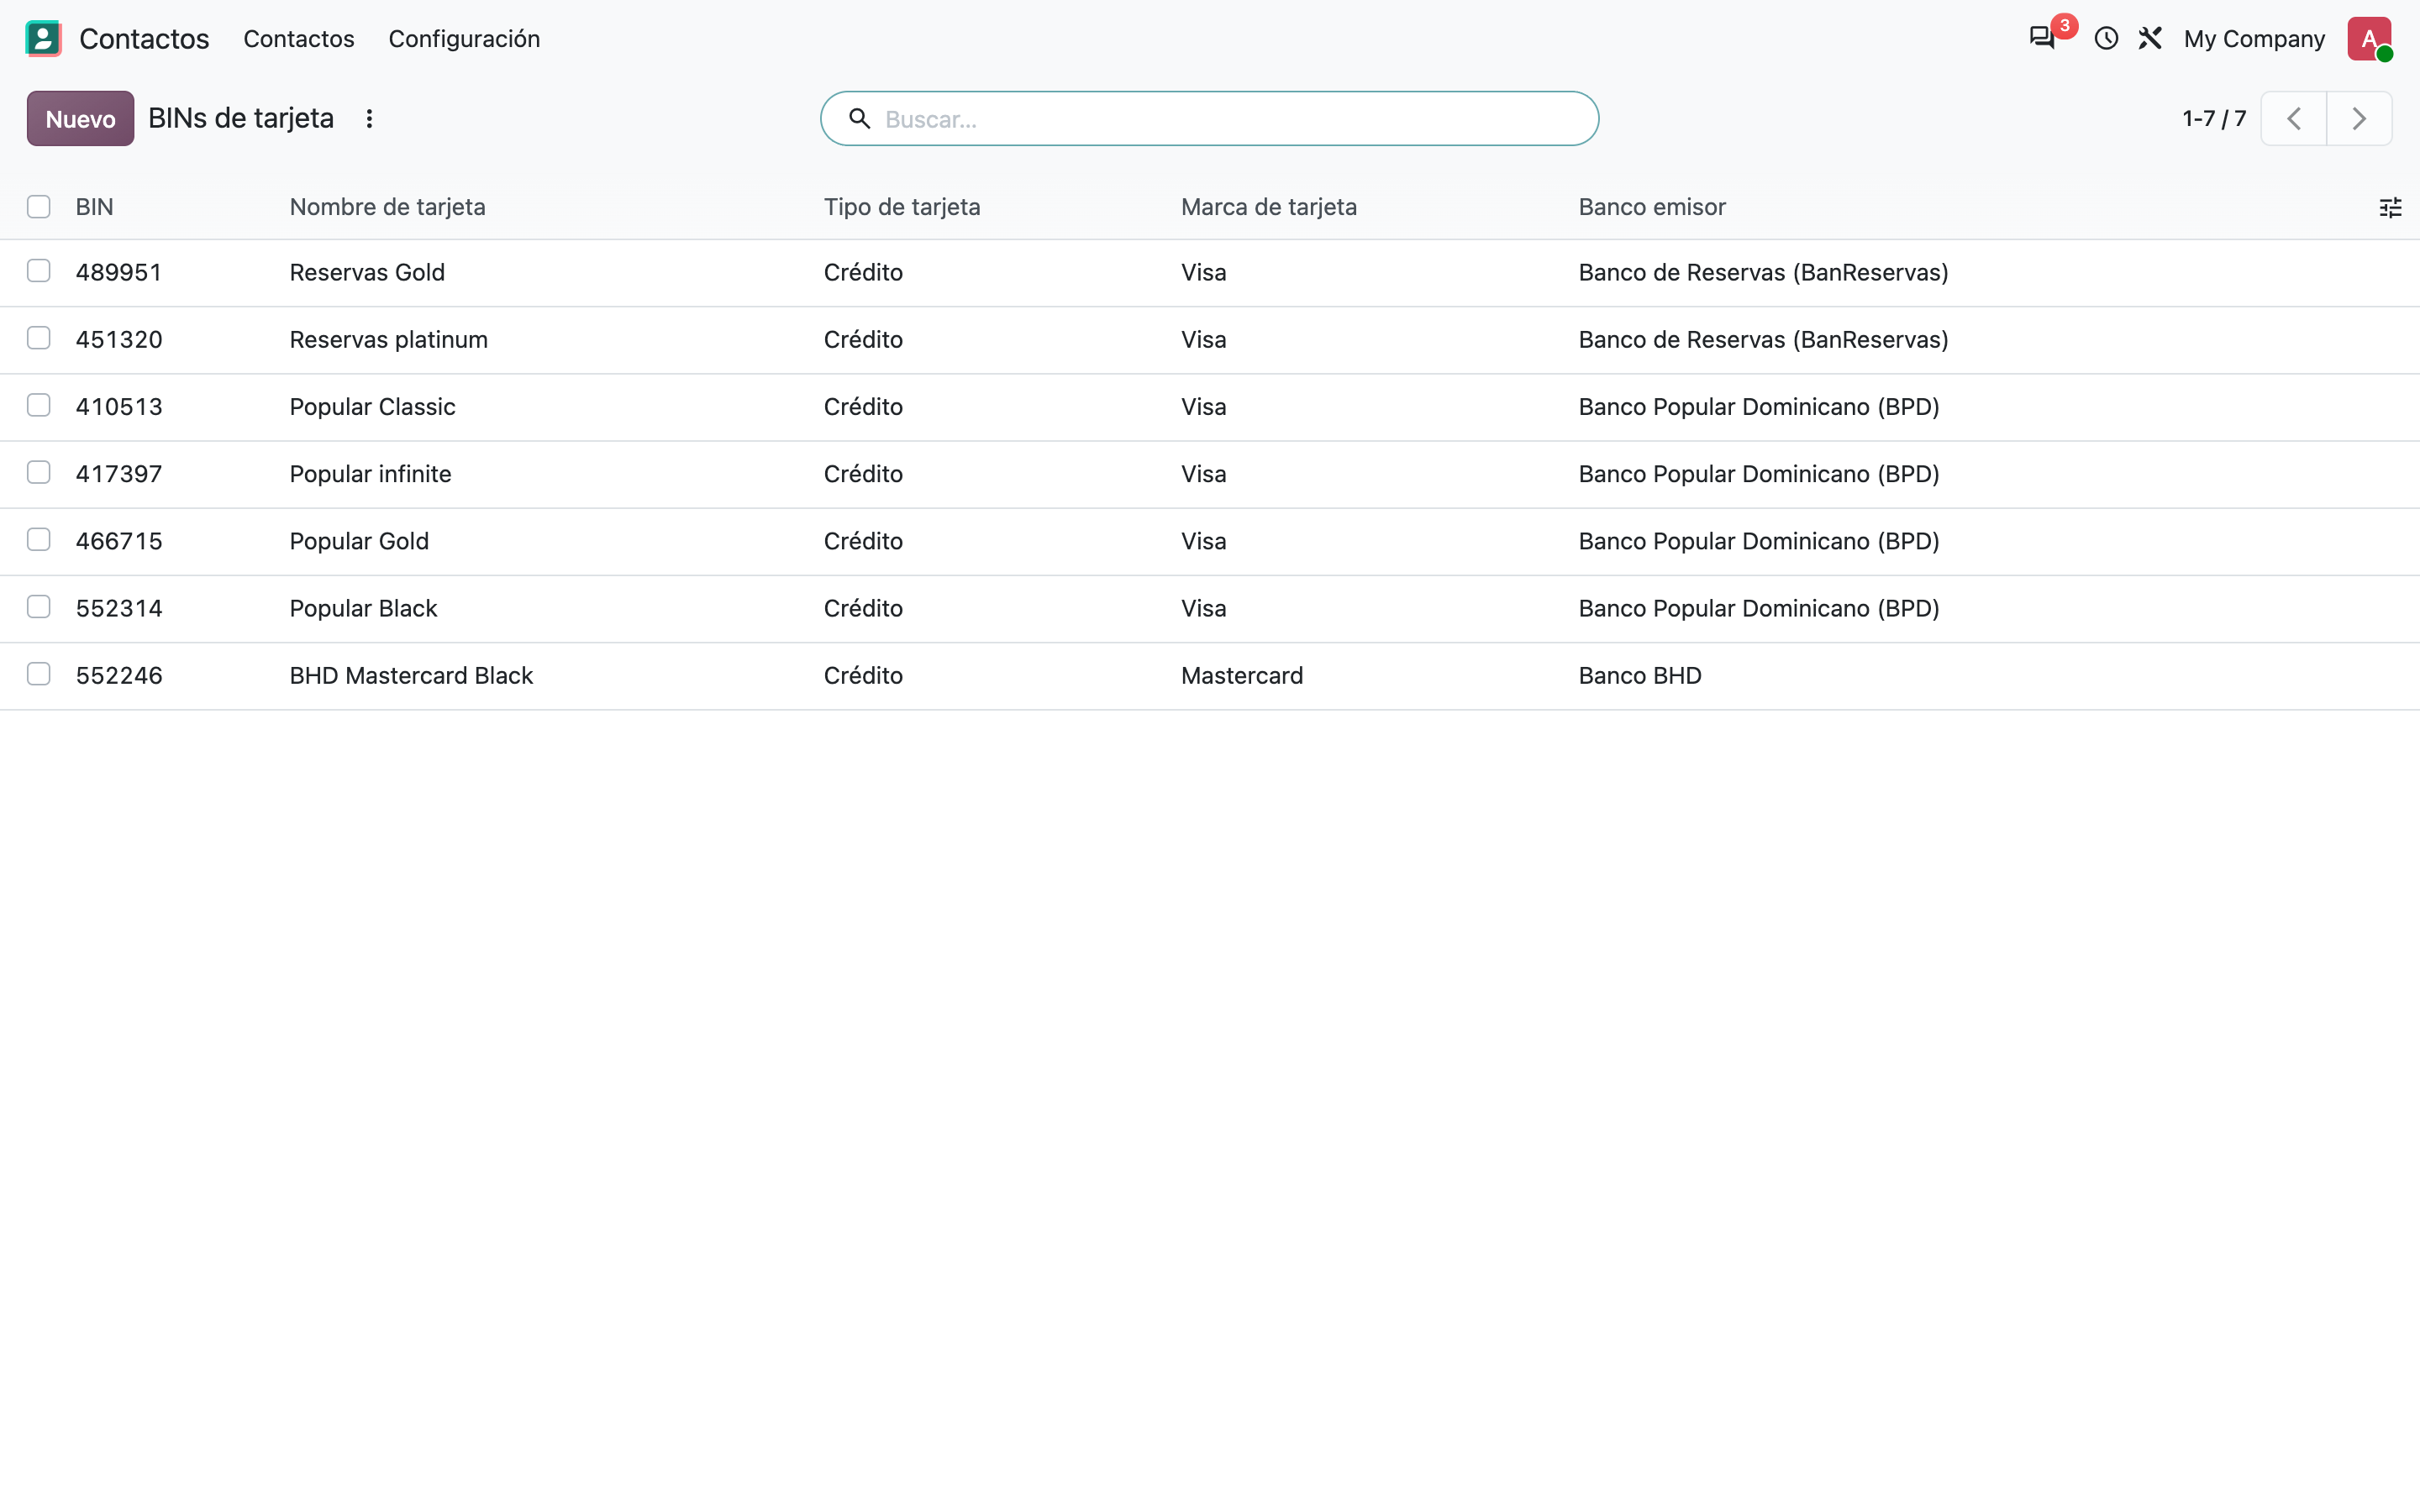 Contactos Contactos Configuración 3 My Company A
Nuevo BINs de tarjeta Buscar... 1-7 / 7
BIN Nombre de tarjeta Tipo de tarjeta Marca de tarjeta Banco emisor
489951 Reservas Gold Crédito Visa Banco de Reservas (BanReservas)
451320 Reservas platinum Crédito Visa Banco de Reservas (BanReservas)
410513 Popular Classic Crédito Visa Banco Popular Dominicano (BPD)
417397 Popular infinite Crédito Visa Banco Popular Dominicano (BPD)
466715 Popular Gold Crédito Visa Banco Popular Dominicano (BPD)
552314 Popular Black Crédito Visa Banco Popular Dominicano (BPD)
552246 BHD Mastercard Black Crédito Mastercard Banco BHD